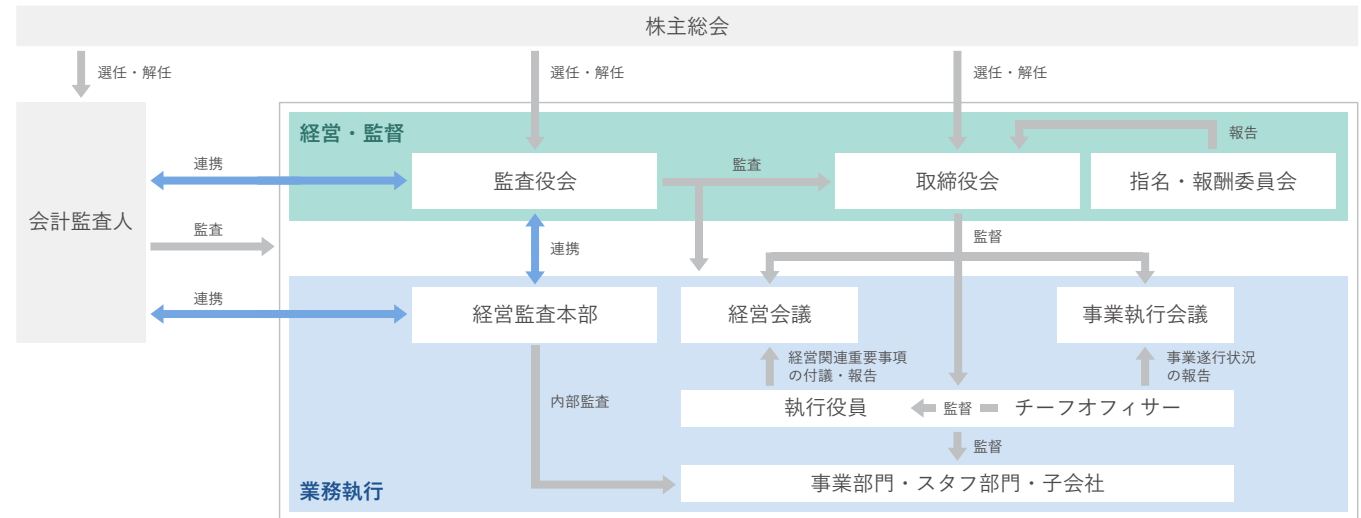 株主総会
選任・解任
選任・解任
選任・解任
経営・監督
報告
連携
監査役会
監査
取締役会
指名・報酬委員会
会計監査人
監査
連携
監督
連携
経営監査本部
経営会議
事業執行会議
経営関連重要事項
の付議・報告
事業遂行状況
の報告
内部監査
執行役員
監督
チーフオフィサー
監督
事業部門・スタフ部門・子会社
業務執行